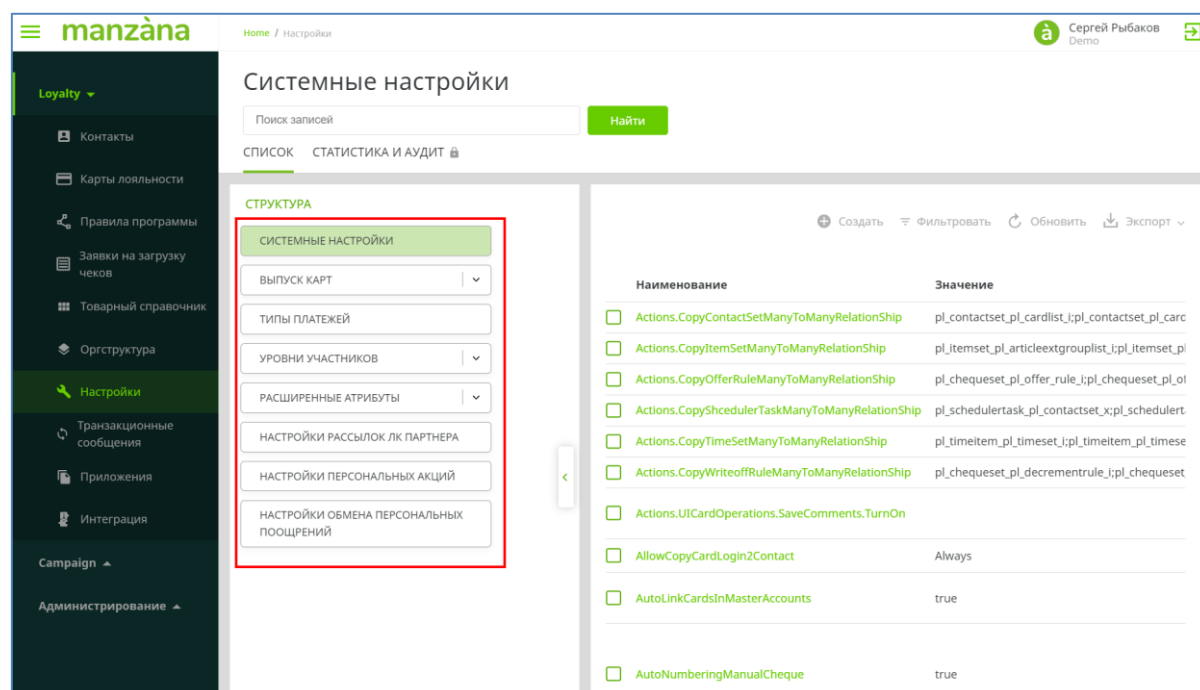 manzàna
Home / Настройки
à
Сергей Рыбаков
Demo
Loyalty
Контакты
Карты лояльности
Правила программы
Заявки на загрузку
чеков
Товарный справочник
Оргструктура
Настройки
Транзакционные
сообщения
Приложения
Интеграция
Campaign
Администрирование
Системные настройки
Поиск записей
Найти
СПИСОК СТАТИСТИКА И АУДИТ
СТРУКТУРА
СИСТЕМНЫЕ НАСТРОЙКИ
ВЫПУСК КАРТ
ТИПЫ ПЛАТЕЖЕЙ
УРОВНИ УЧАСТНИКОВ
РАСШИРЕННЫЕ АТРИБУТЫ
НАСТРОЙКИ РАССЫЛОК ЛК ПАРТНЕРА
НАСТРОЙКИ ПЕРСОНАЛЬНЫХ АКЦИЙ
НАСТРОЙКИ ОБМЕНА ПЕРСОНАЛЬНЫХ
ПООЩРЕНИЙ
Создать Фильтровать Обновить Экспорт
Наименование Значение
Actions.CopyContactSetManyToManyRelationShip pl_contactset_pl_cardlist_i;pl_contactset_pl_card
Actions.CopyItemSetManyToManyRelationShip pl_itemset_pl_articleextgrouplist_i;pl_itemset_pl
Actions.CopyOfferRuleManyToManyRelationShip pl_chequeset_pl_offer_rule_i;pl_chequeset_pl_of
Actions.CopyShcedulerTaskManyToManyRelationShip pl_schedulertask_pl_contactset_x;pl_schedulert
Actions.CopyTimeSetManyToManyRelationShip pl_timeitem_pl_timeset_i;pl_timeitem_pl_timese
Actions.CopyWriteoffRuleManyToManyRelationShip pl_chequeset_pl_decrementrule_i;pl_chequeset_
Actions.UICardOperations.SaveComments.TurnOn
AllowCopyCardLogin2Contact Always
AutoLinkCardsInMasterAccounts true
AutoNumberingManualCheque true